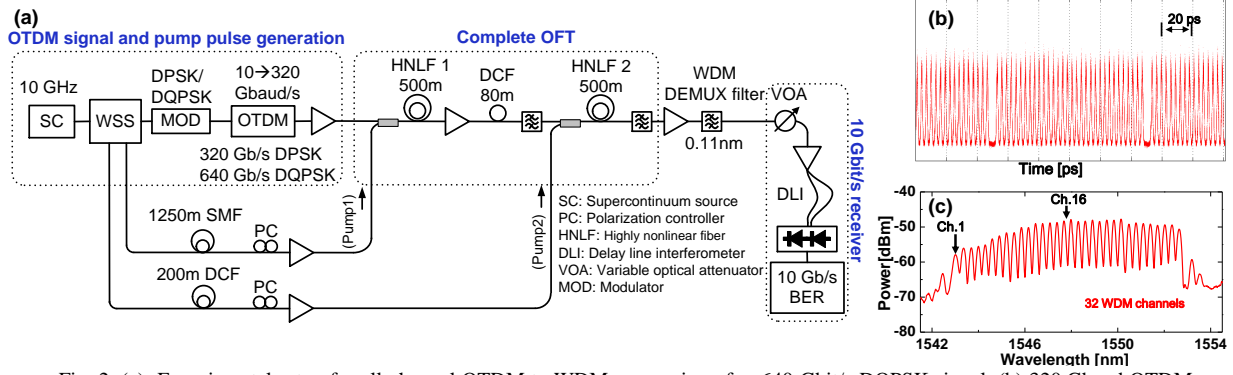 (a)
OTDM signal and pump pulse generation
Complete OFT
10 GHz
SC
WSS
DPSK/
DQPSK
MOD
10→320
Gbaud/s
OTDM
320 Gb/s DPSK
640 Gb/s DQPSK
HNLF 1
500m
DCF
80m
HNLF 2
500m
WDM
DEMUX filter
0.11nm
VOA
DLI
10 Gb/s
BER
10 Gbit/s receiver
1250m SMF
PC
(Pump1)
200m DCF
PC
(Pump2)
SC: Supercontinuum source
PC: Polarization controller
HNLF: Highly nonlinear fiber
DLI: Delay line interferometer
VOA: Variable optical attenuator
MOD: Modulator
(b)
20 ps
Time [ps]
(c)
Ch.1
Ch.16
32 WDM channels
Power[dBm]
-40
-50
-60
-70
-80
1542
1546
1550
1554
Wavelength [nm]